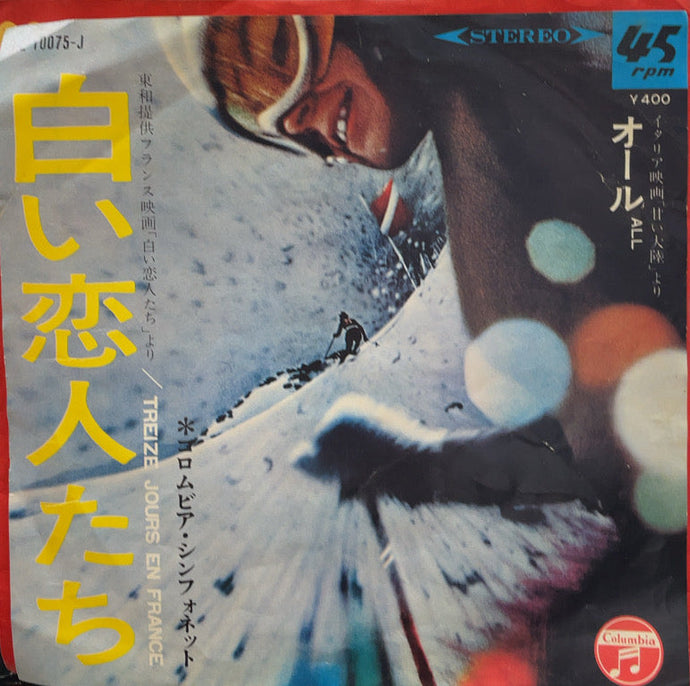 10075-J
STEREO
45
rpm
¥400
イタリア映画「甘い大陸」より
オール ALL
東和提供フランス映画「白い恋人たち」より
白い恋人たち
/TREIZE JOURS EN FRANCE
*コロムビア・シンフォネット
Columbia